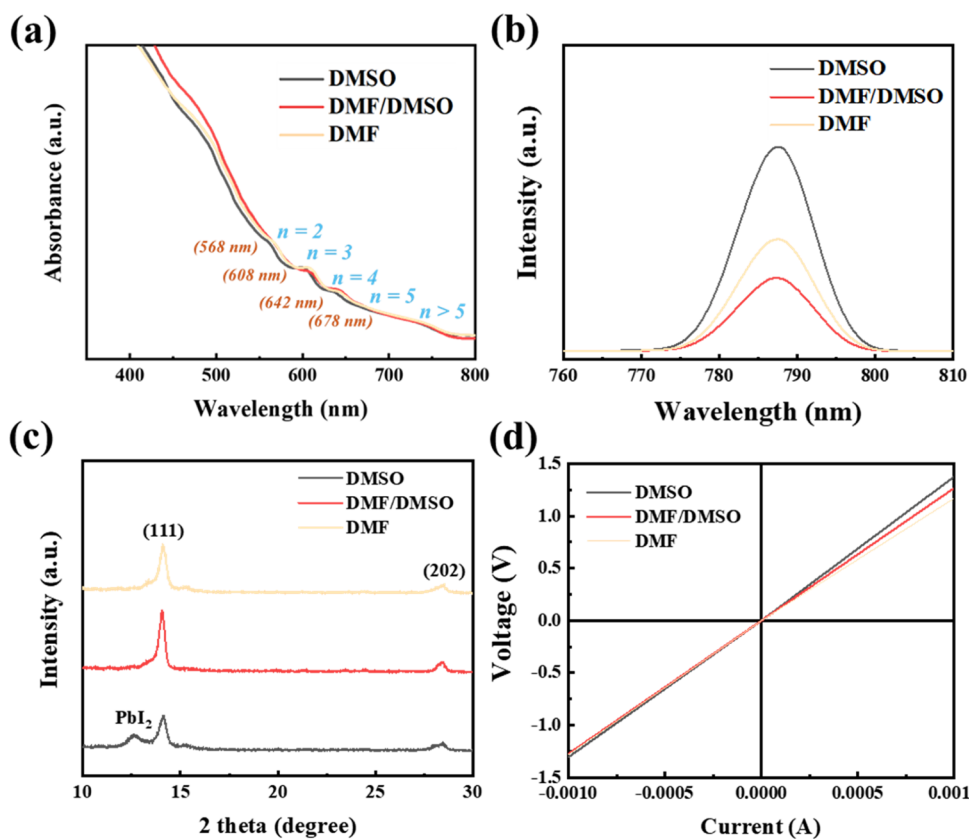 (a)
Absorbance (a.u.)
DMSO
DMF/DMSO
DMF
n = 2
(568 nm)
n = 3
(608 nm)
n = 4
(642 nm)
n = 5
(678 nm)
n > 5
400 500 600 700 800
Wavelength (nm)
(b)
Intensity (a.u.)
DMSO
DMF/DMSO
DMF
760 770 780 790 800 810
Wavelength (nm)
(c)
Intensity (a.u.)
DMSO
DMF/DMSO
DMF
(111)
(202)
PbI2
10 15 20 25 30
2 theta (degree)
(d)
Voltage (V)
1.5
DMSO
1.0
DMF/DMSO
DMF
0.5
0.0
-0.5
-1.0
-1.5
-0.0010 -0.0005 0.0000 0.0005 0.001
Current (A)